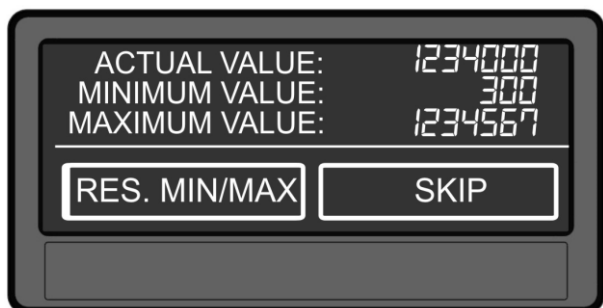 ACTUAL VALUE: 1234000
MINIMUM VALUE: 300
MAXIMUM VALUE: 1234567
RES. MIN/MAX SKIP